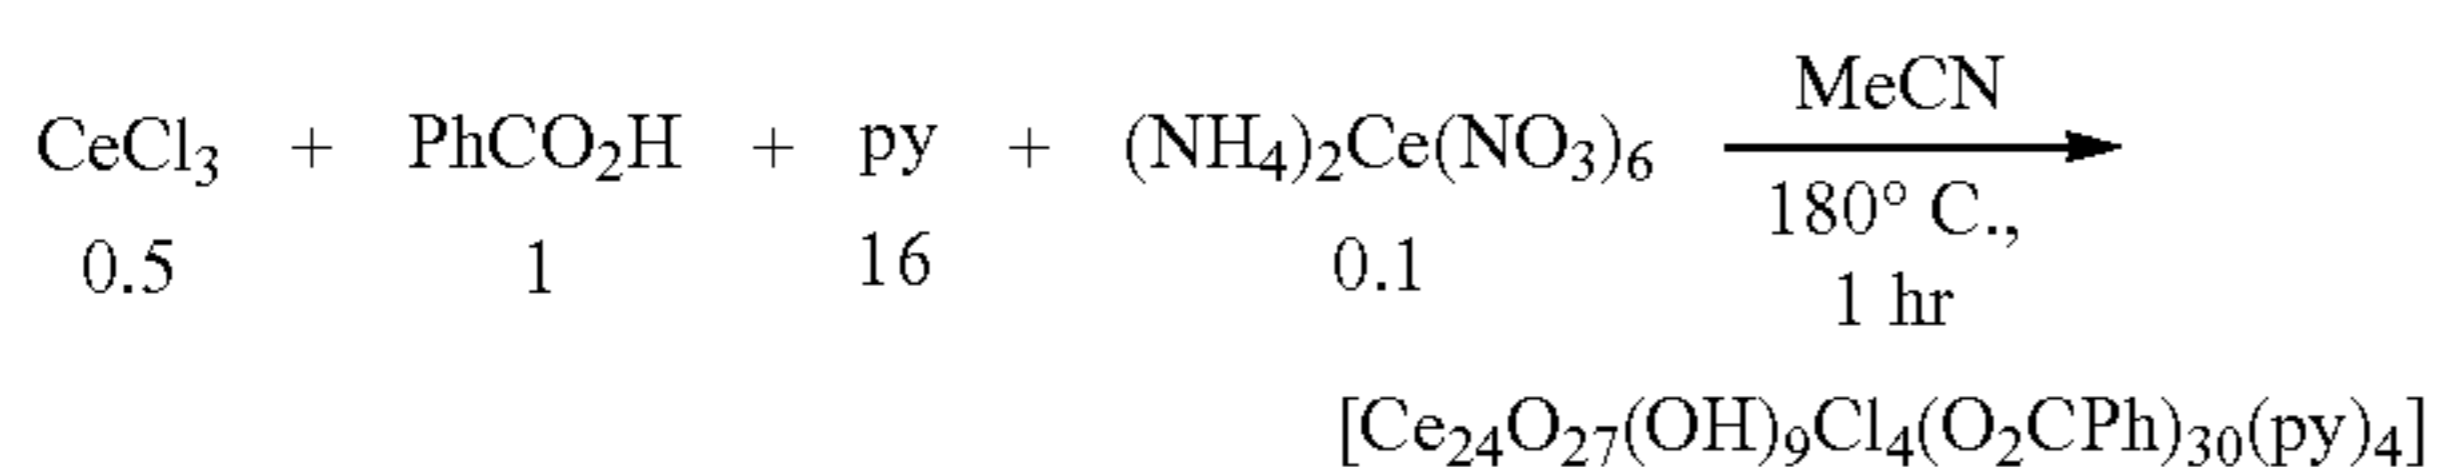 MeCN
CeCl₃ + PhCO₂H + py + (NH₄)₂Ce(NO₃)₆
0.5 1 16 0.1
180° C.,
1 hr
[Ce₂₄O₂₇(OH)₉Cl₄(O₂CPh)₃₀(py)₄]